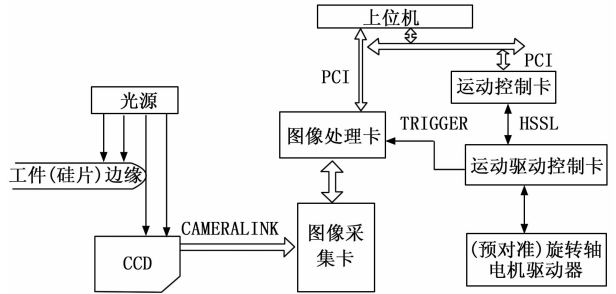 上位机
PCI
PCI
光源
运动控制卡
图像处理卡
TRIGGER
HSSL
工件(硅片)边缘
运动驱动控制卡
CAMERALINK
图像采
集卡
CCD
(预对准)旋转轴
电机驱动器